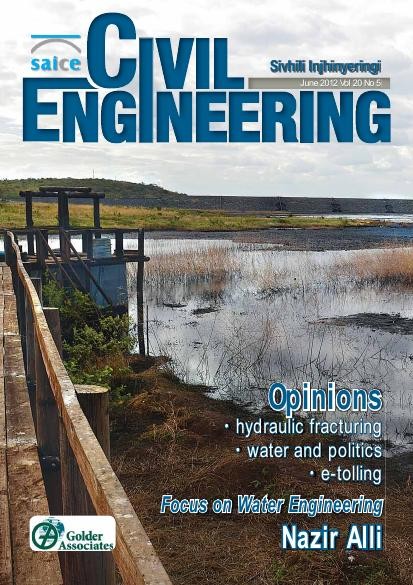 saice
CIVIL
ENGINEERING
Sivhili Injhinyeringi
June 2012 Vol 20 No 5
Opinions
• hydraulic fracturing
• water and politics
• e-tolling
Focus on Water Engineering
Nazir Alli
GA
Golder
Associates